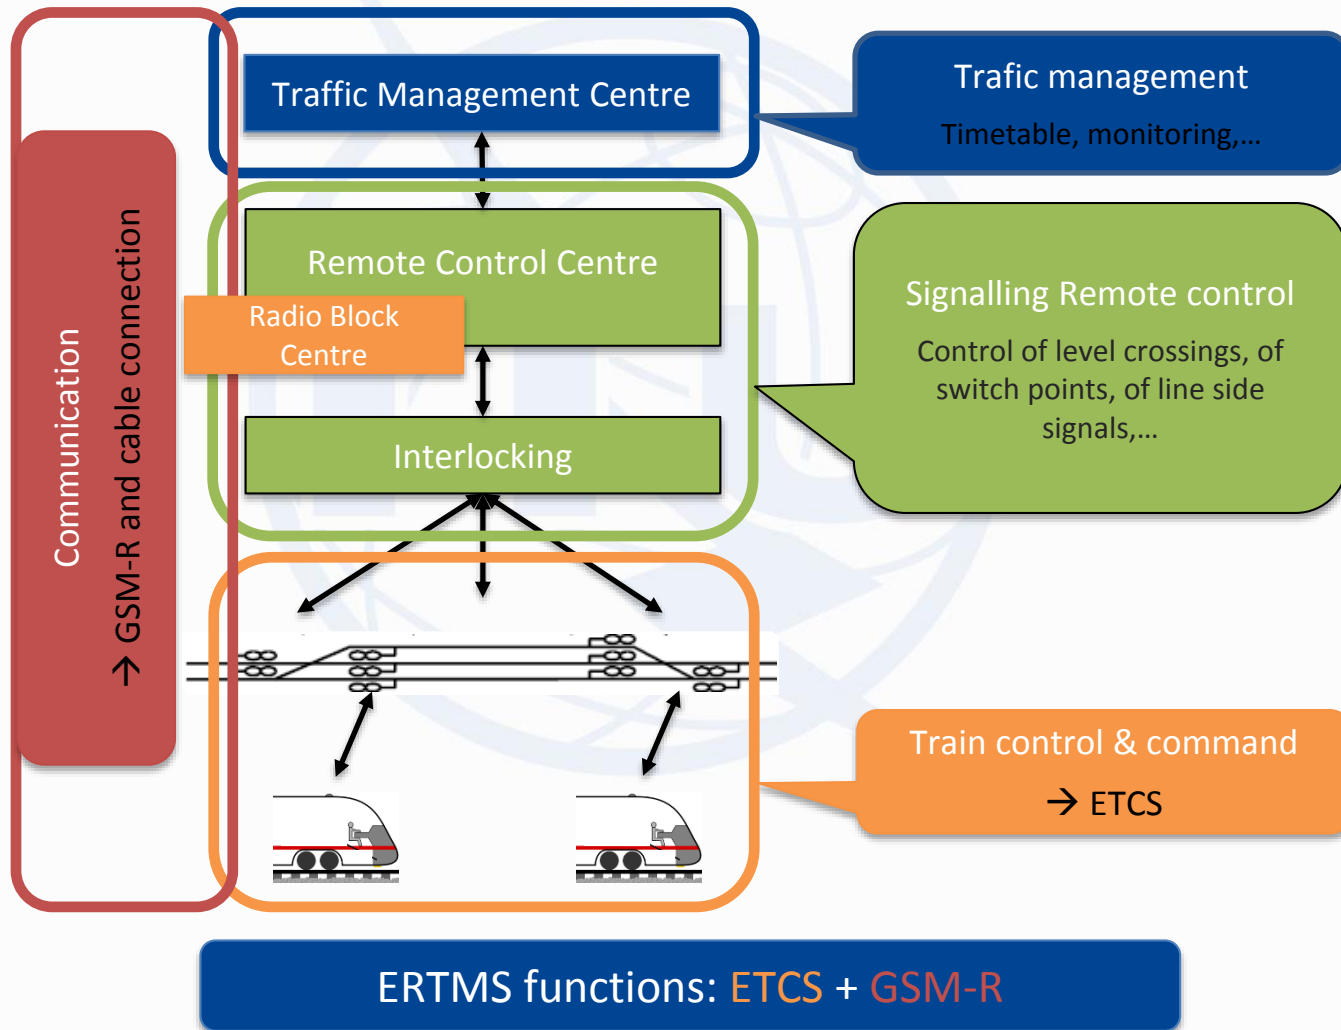 Traffic Management Centre
Trafic management
Timetable, monitoring,...
Communication
→ GSM-R and cable connection
Remote Control Centre
Radio Block
Centre
Interlocking
Signalling Remote control
Control of level crossings, of
switch points, of line side
signals,...
Train control & command
→ ETCS
ERTMS functions: ETCS + GSM-R